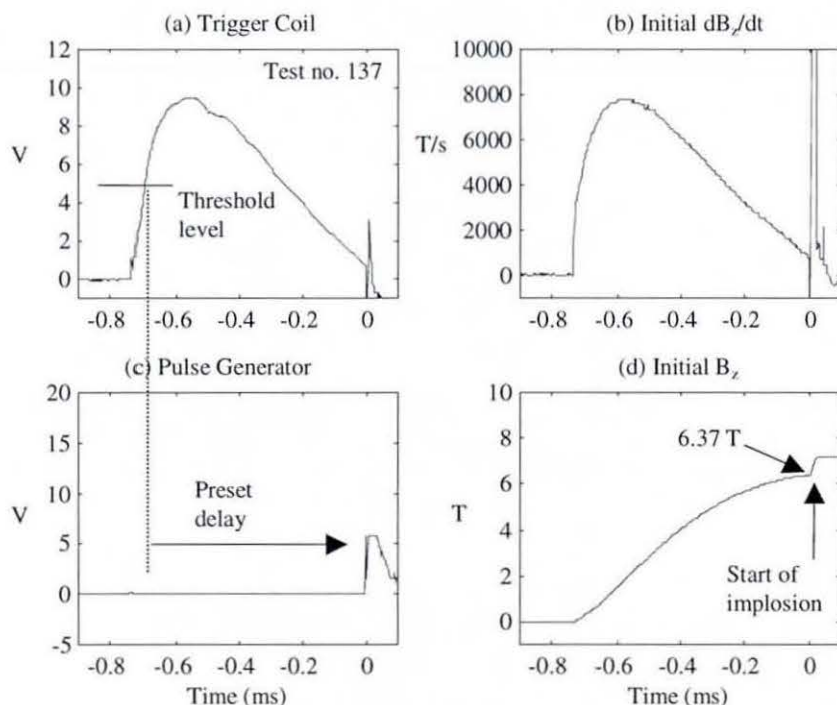 (a) Trigger Coil
12
10
8
6
4
2
0
V
Test no. 137
Threshold
level
-0.8
-0.6
-0.4
-0.2
0
(b) Initial dB_z/dt
10000
8000
6000
4000
2000
0
T/s
-0.8
-0.6
-0.4
-0.2
0
(c) Pulse Generator
20
15
10
5
0
-5
V
Preset
delay
-0.8
-0.6
-0.4
-0.2
0
Time (ms)
(d) Initial B_z
10
8
6
4
2
0
T
6.37 T
Start of
implosion
-0.8
-0.6
-0.4
-0.2
0
Time (ms)